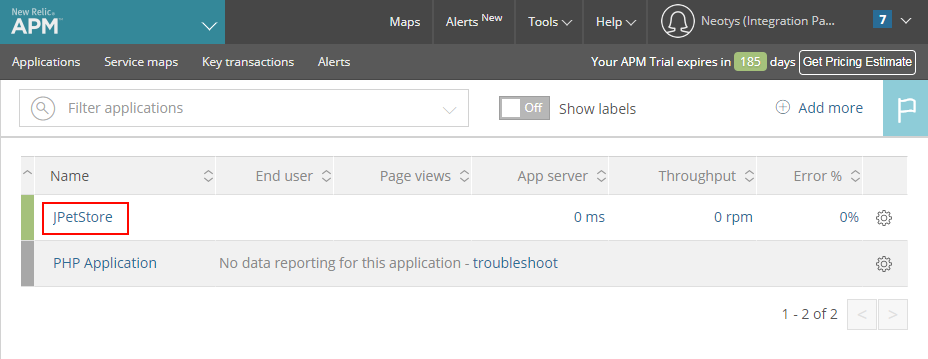 New Relic®
APM™
Maps
Alerts New
Tools
Help
Neotys (Integration Pa...
7
Applications
Service maps
Key transactions
Alerts
Your APM Trial expires in 185 days
Get Pricing Estimate
Filter applications
Off
Show labels
Add more
Name
End user
Page views
App server
Throughput
Error %
JPetStore
0 ms
0 rpm
0%
PHP Application
No data reporting for this application - troubleshoot
1 - 2 of 2
< >